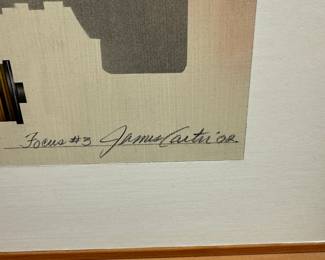 Focus #3 James Carter '02